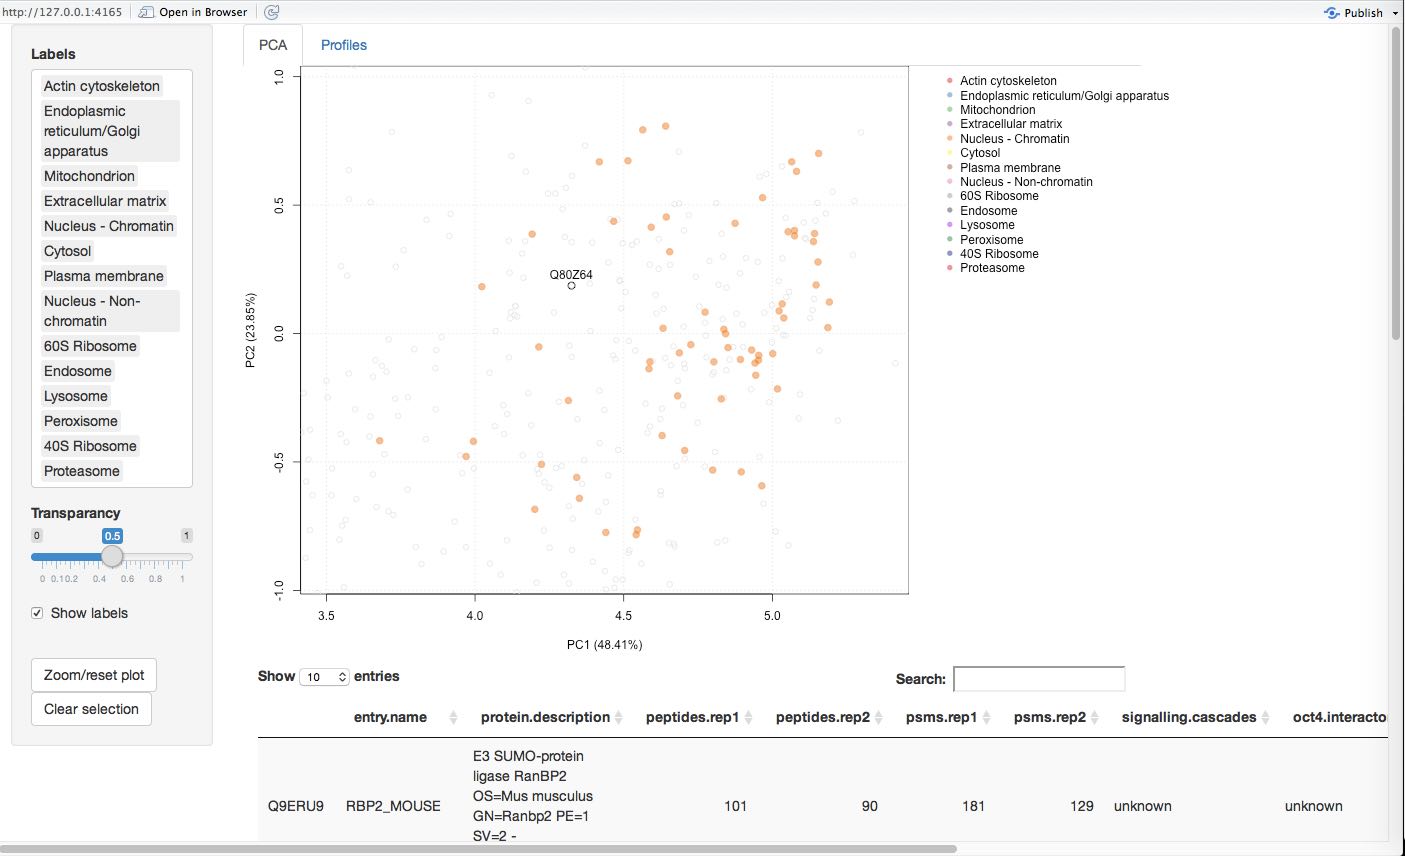 http://127.0.0.1:4165 Open in Browser Publish
Labels
Actin cytoskeleton
Endoplasmic
reticulum/Golgi
apparatus
Mitochondrion
Extracellular matrix
Nucleus - Chromatin
Cytosol
Plasma membrane
Nucleus - Non-
chromatin
60S Ribosome
Endosome
Lysosome
Peroxisome
40S Ribosome
Proteasome
Transparancy
0 0.5 1
0 0.1 0.2 0.4 0.6 0.8 1
Show labels
Zoom/reset plot
Clear selection
PCA Profiles
1.0
0.5
0.0
-0.5
-1.0
PC2 (23.85%)
Q80Z64
3.5 4.0 4.5 5.0
PC1 (48.41%)
Actin cytoskeleton
Endoplasmic reticulum/Golgi apparatus
Mitochondrion
Extracellular matrix
Nucleus - Chromatin
Cytosol
Plasma membrane
Nucleus - Non-chromatin
60S Ribosome
Endosome
Lysosome
Peroxisome
40S Ribosome
Proteasome
Show 10 entries Search:
entry.name protein.description peptides.rep1 peptides.rep2 psms.rep1 psms.rep2 signalling.cascades oct4.interactor
Q9ERU9 RBP2_MOUSE E3 SUMO-protein
ligase RanBP2
OS=Mus musculus
GN=Ranbp2 PE=1
SV=2 -
101 90 181 129 unknown unknown